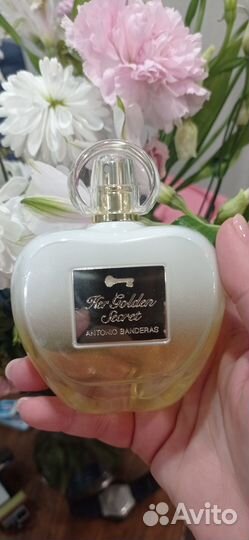 Her Golden
Secret
ANTONIO BANDERAS
Avito